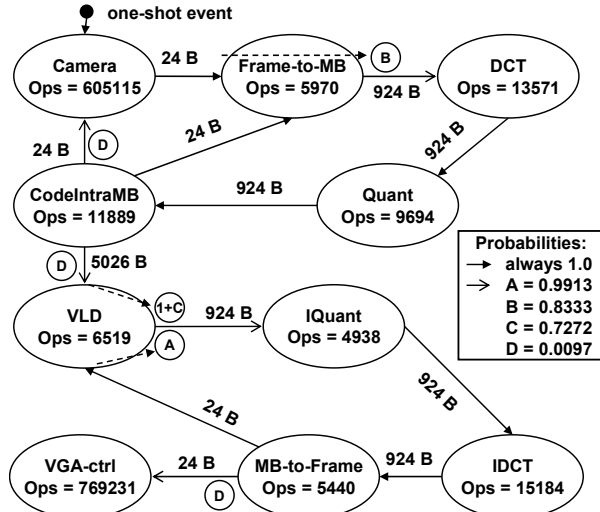 one-shot event
Camera
Ops = 605115
24 B
Frame-to-MB
Ops = 5970
B
924 B
DCT
Ops = 13571
24 B
D
24 B
924 B
CodeIntraMB
Ops = 11889
924 B
Quant
Ops = 9694
D
5026 B
Probabilities:
always 1.0
A = 0.9913
B = 0.8333
C = 0.7272
D = 0.0097
VLD
Ops = 6519
1+C
A
924 B
IQuant
Ops = 4938
924 B
24 B
VGA-ctrl
Ops = 769231
24 B
D
MB-to-Frame
Ops = 5440
924 B
IDCT
Ops = 15184